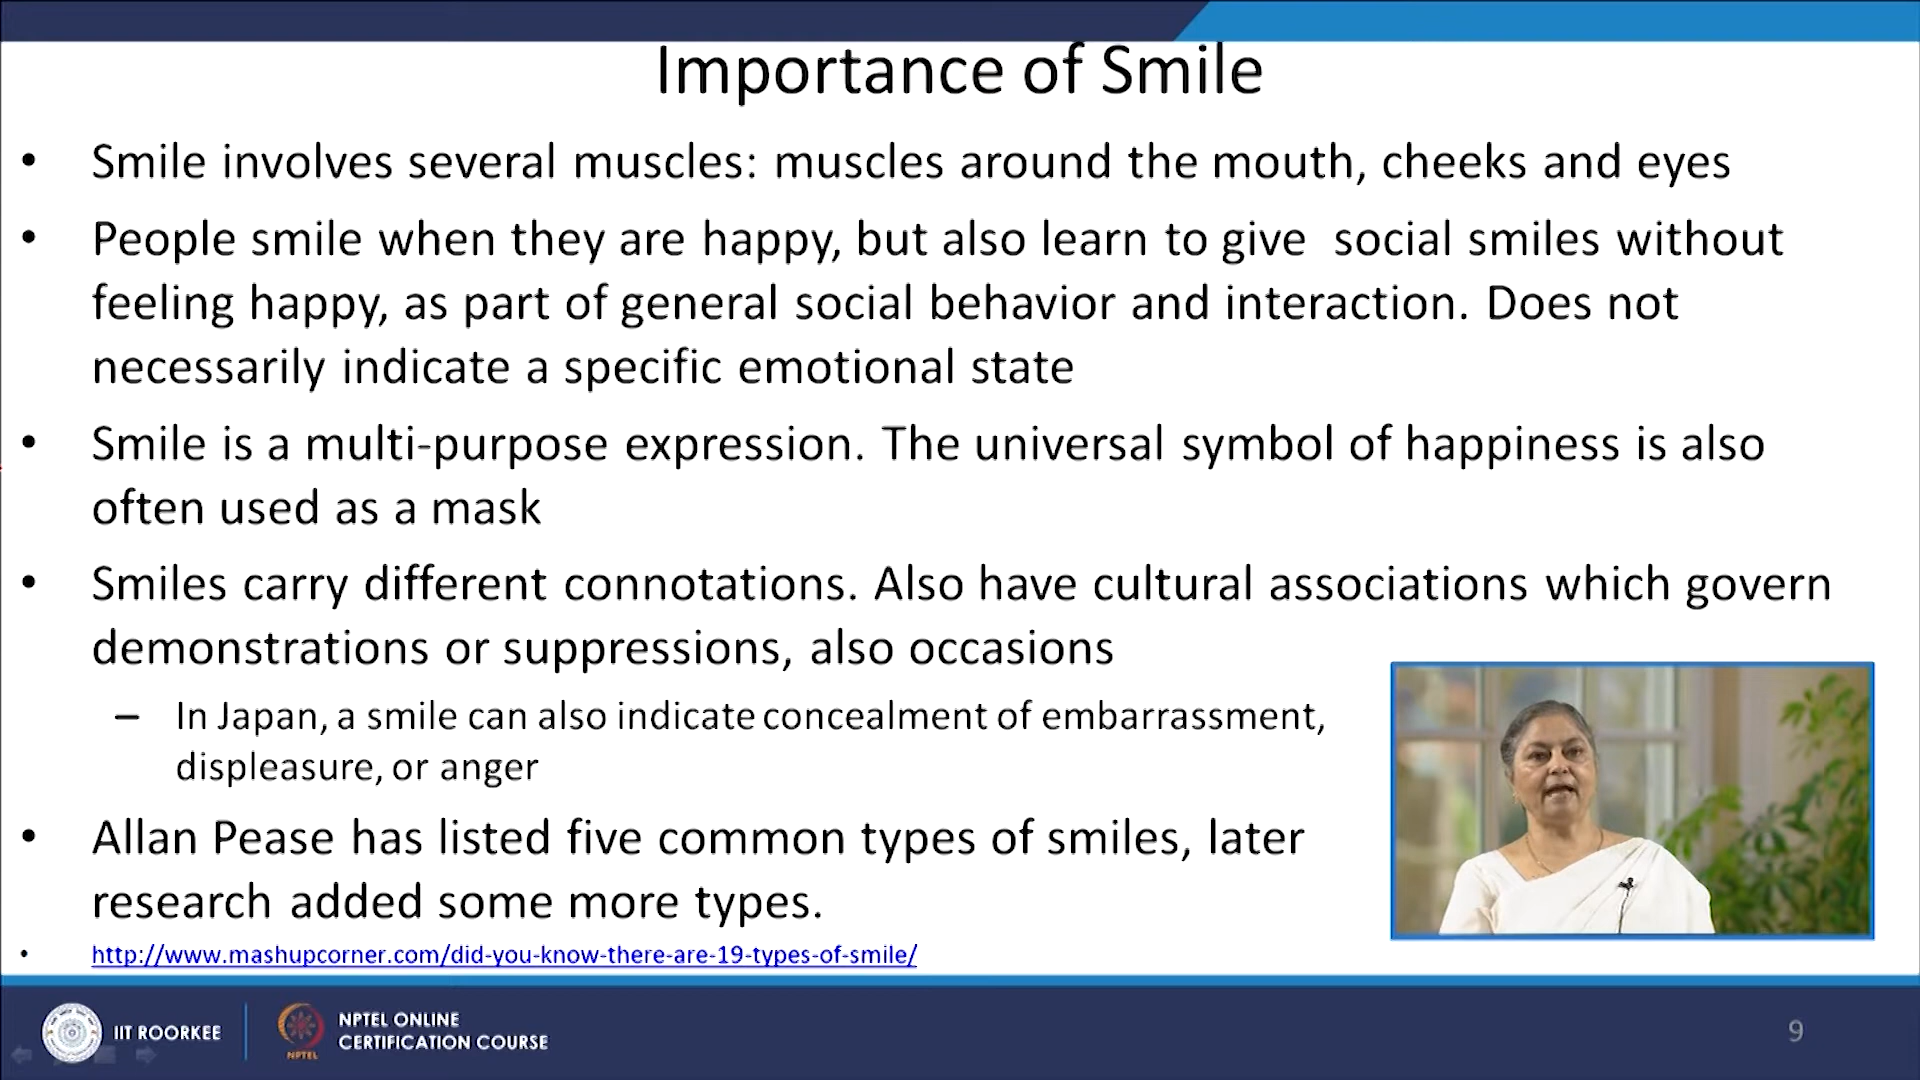 Importance of Smile
• Smile involves several muscles: muscles around the mouth, cheeks and eyes
• People smile when they are happy, but also learn to give  social smiles without
feeling happy, as part of general social behavior and interaction. Does not
necessarily indicate a specific emotional state
• Smile is a multi-purpose expression. The universal symbol of happiness is also
often used as a mask
• Smiles carry different connotations. Also have cultural associations which govern
demonstrations or suppressions, also occasions
– In Japan, a smile can also indicate concealment of embarrassment,
displeasure, or anger
• Allan Pease has listed five common types of smiles, later
research added some more types.
• http://www.mashupcorner.com/did-you-know-there-are-19-types-of-smile/
IIT ROORKEE
NPTEL
NPTEL ONLINE
CERTIFICATION COURSE
9